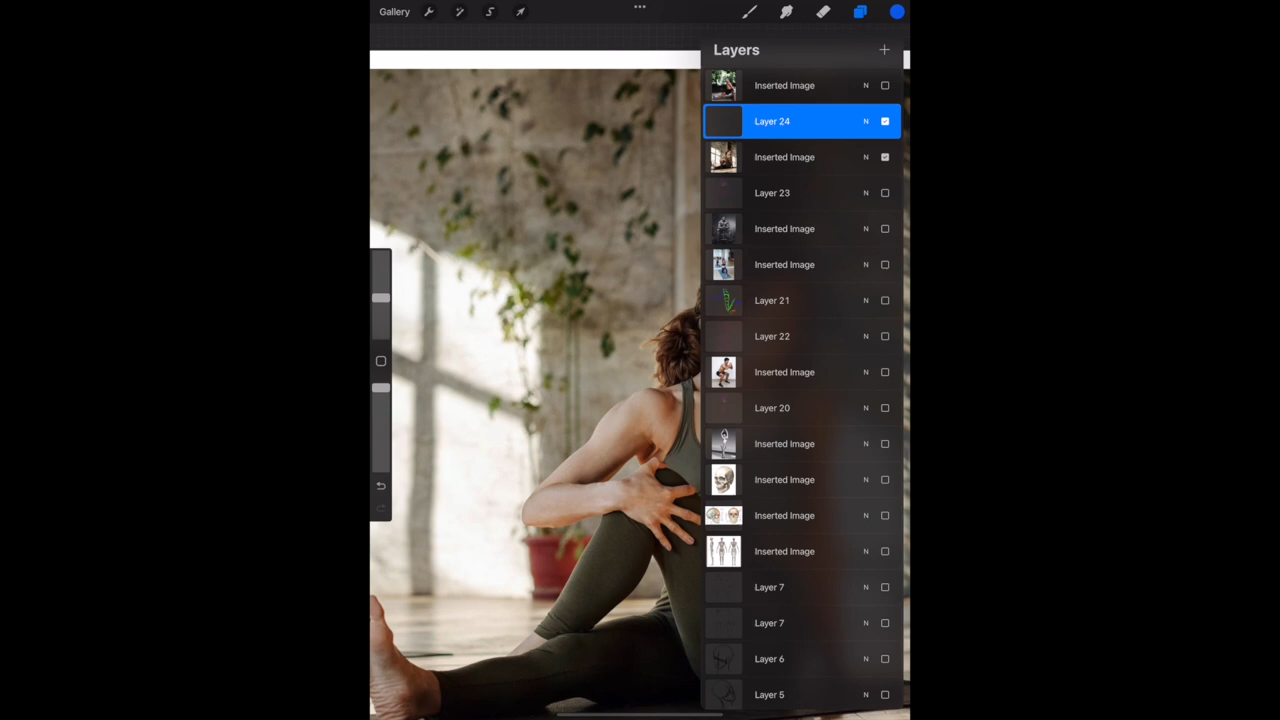 Gallery
Layers
Inserted Image N
Layer 24 N
Inserted Image N
Layer 23 N
Inserted Image N
Inserted Image N
Layer 21 N
Layer 22 N
Inserted Image N
Layer 20 N
Inserted Image N
Inserted Image N
Inserted Image N
Inserted Image N
Layer 7 N
Layer 7 N
Layer 6 N
Layer 5 N